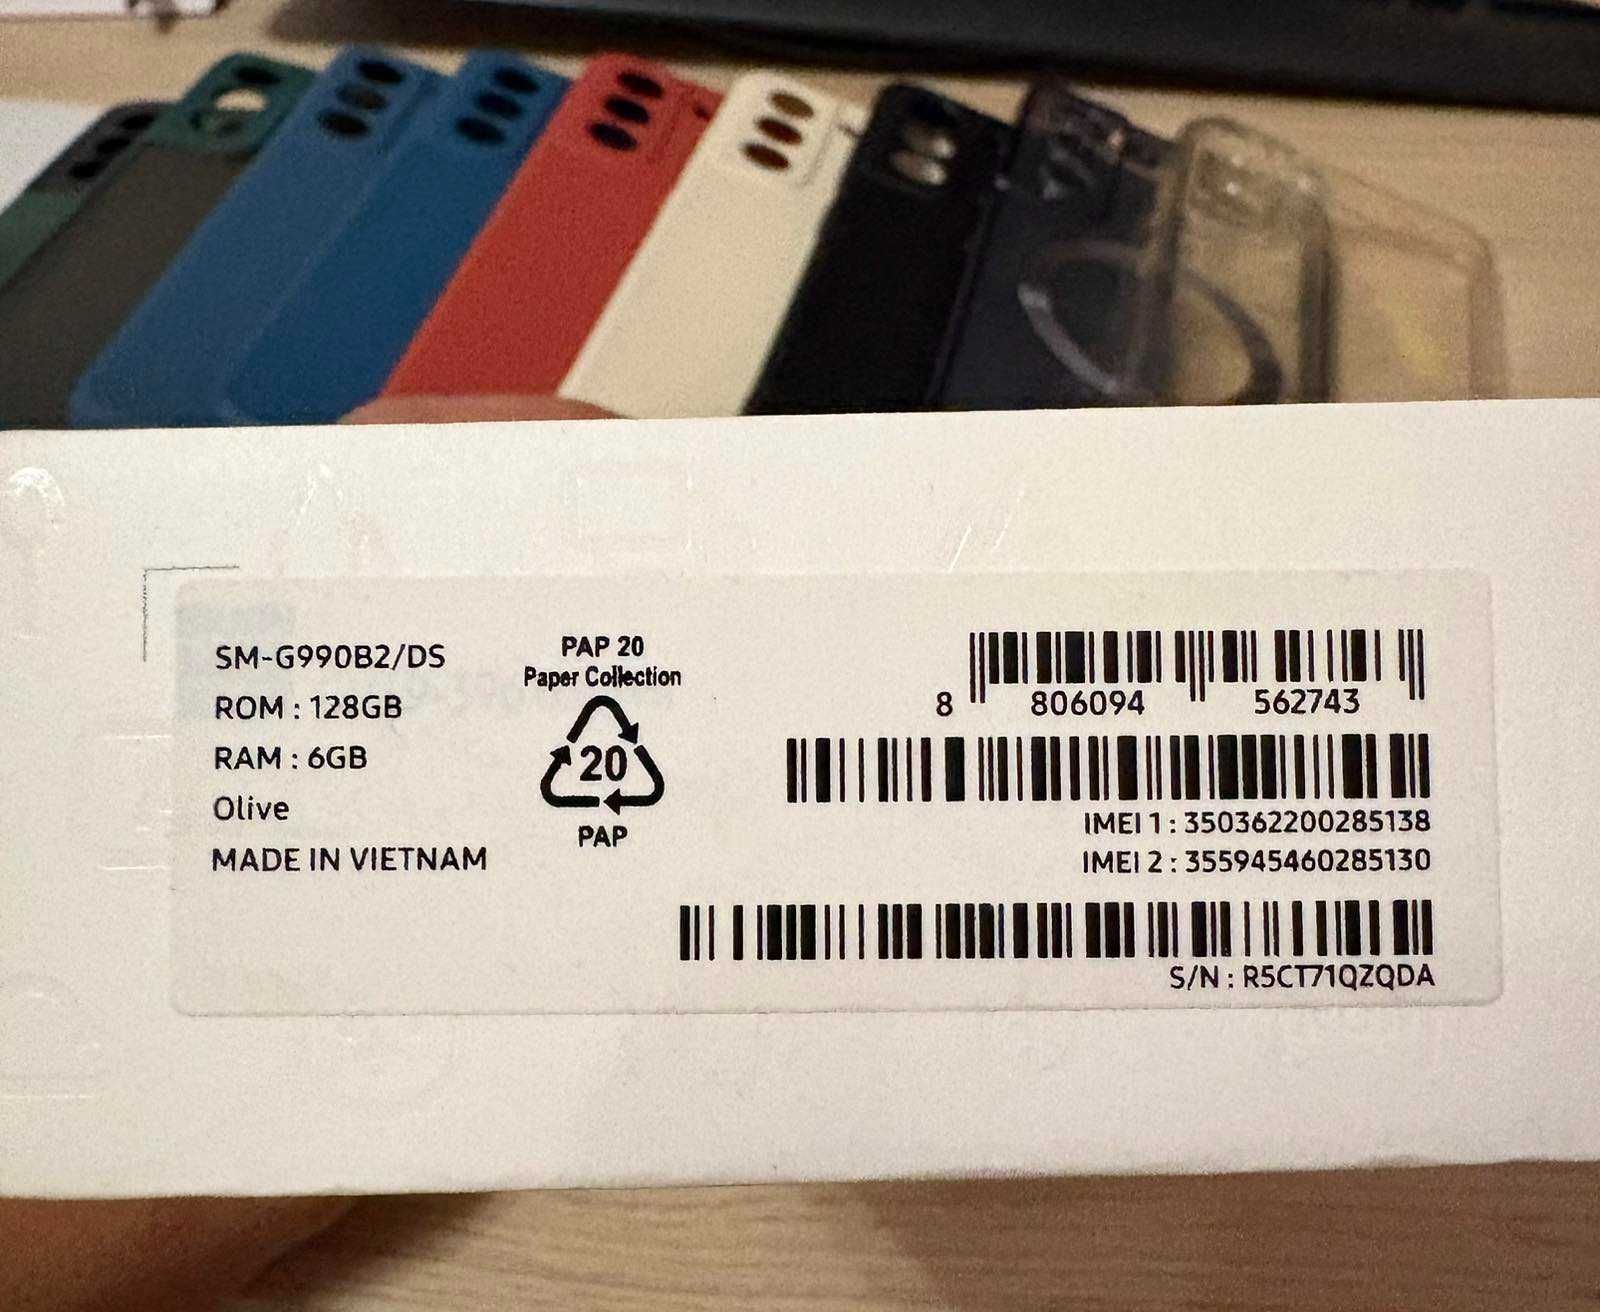 SM-G990B2/DS
ROM : 128GB
RAM : 6GB
Olive
MADE IN VIETNAM
PAP 20
Paper Collection
20
PAP
8 806094 562743
IMEI 1 : 350362200285138
IMEI 2 : 355945460285130
S/N : R5CT71QZQDA